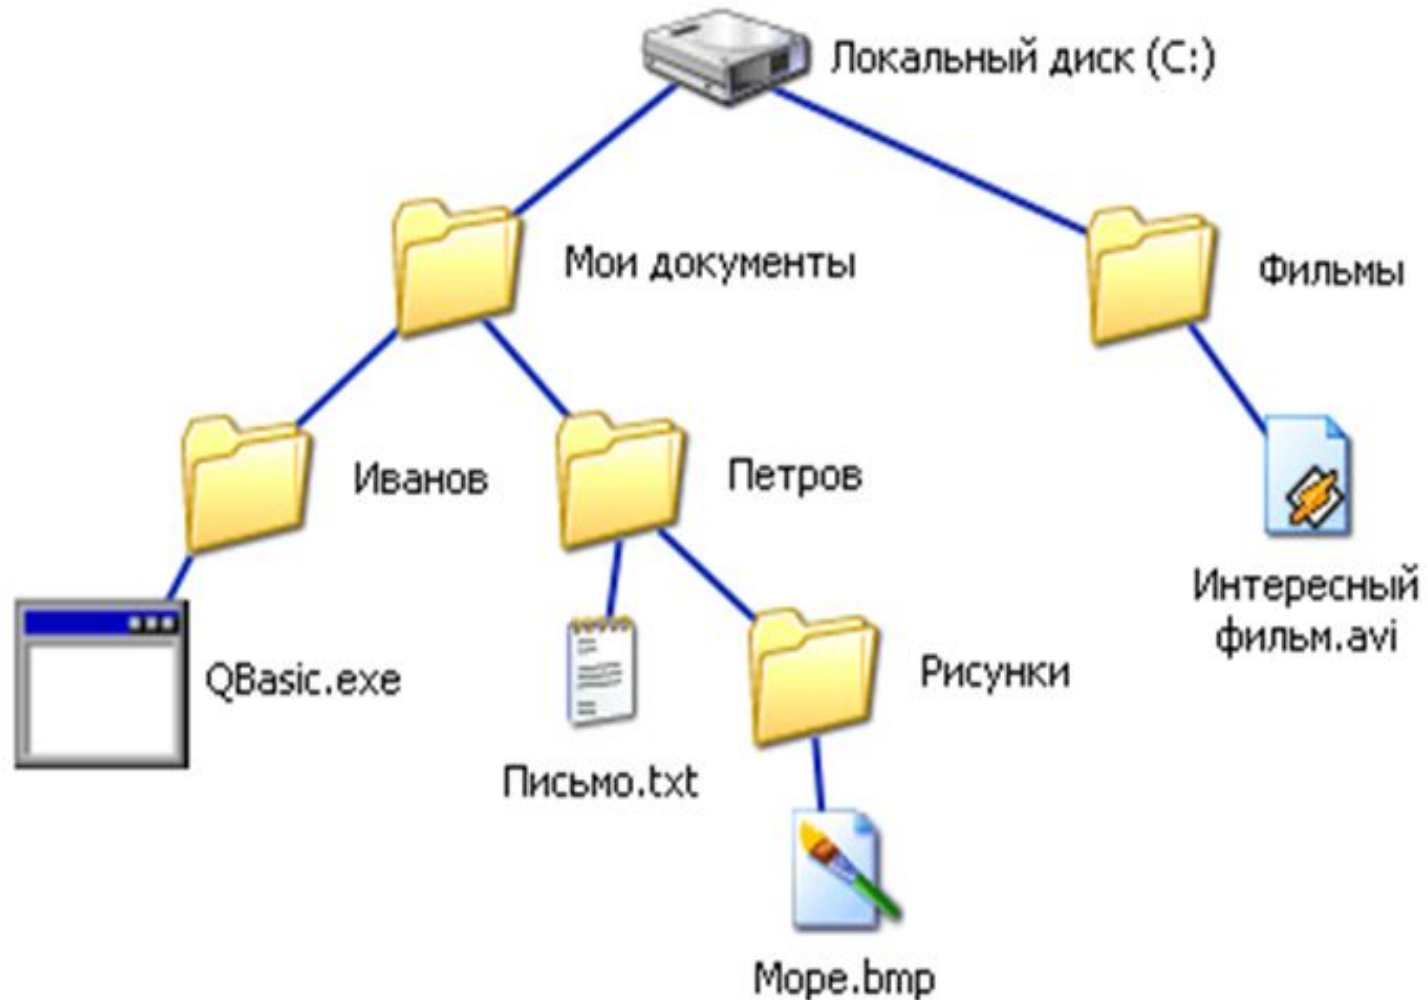 Локальный диск (C:)
Мои документы
Фильмы
Иванов
Петров
Интересный
фильм.avi
QBasic.exe
Рисунки
Письмо.txt
Море.bmp